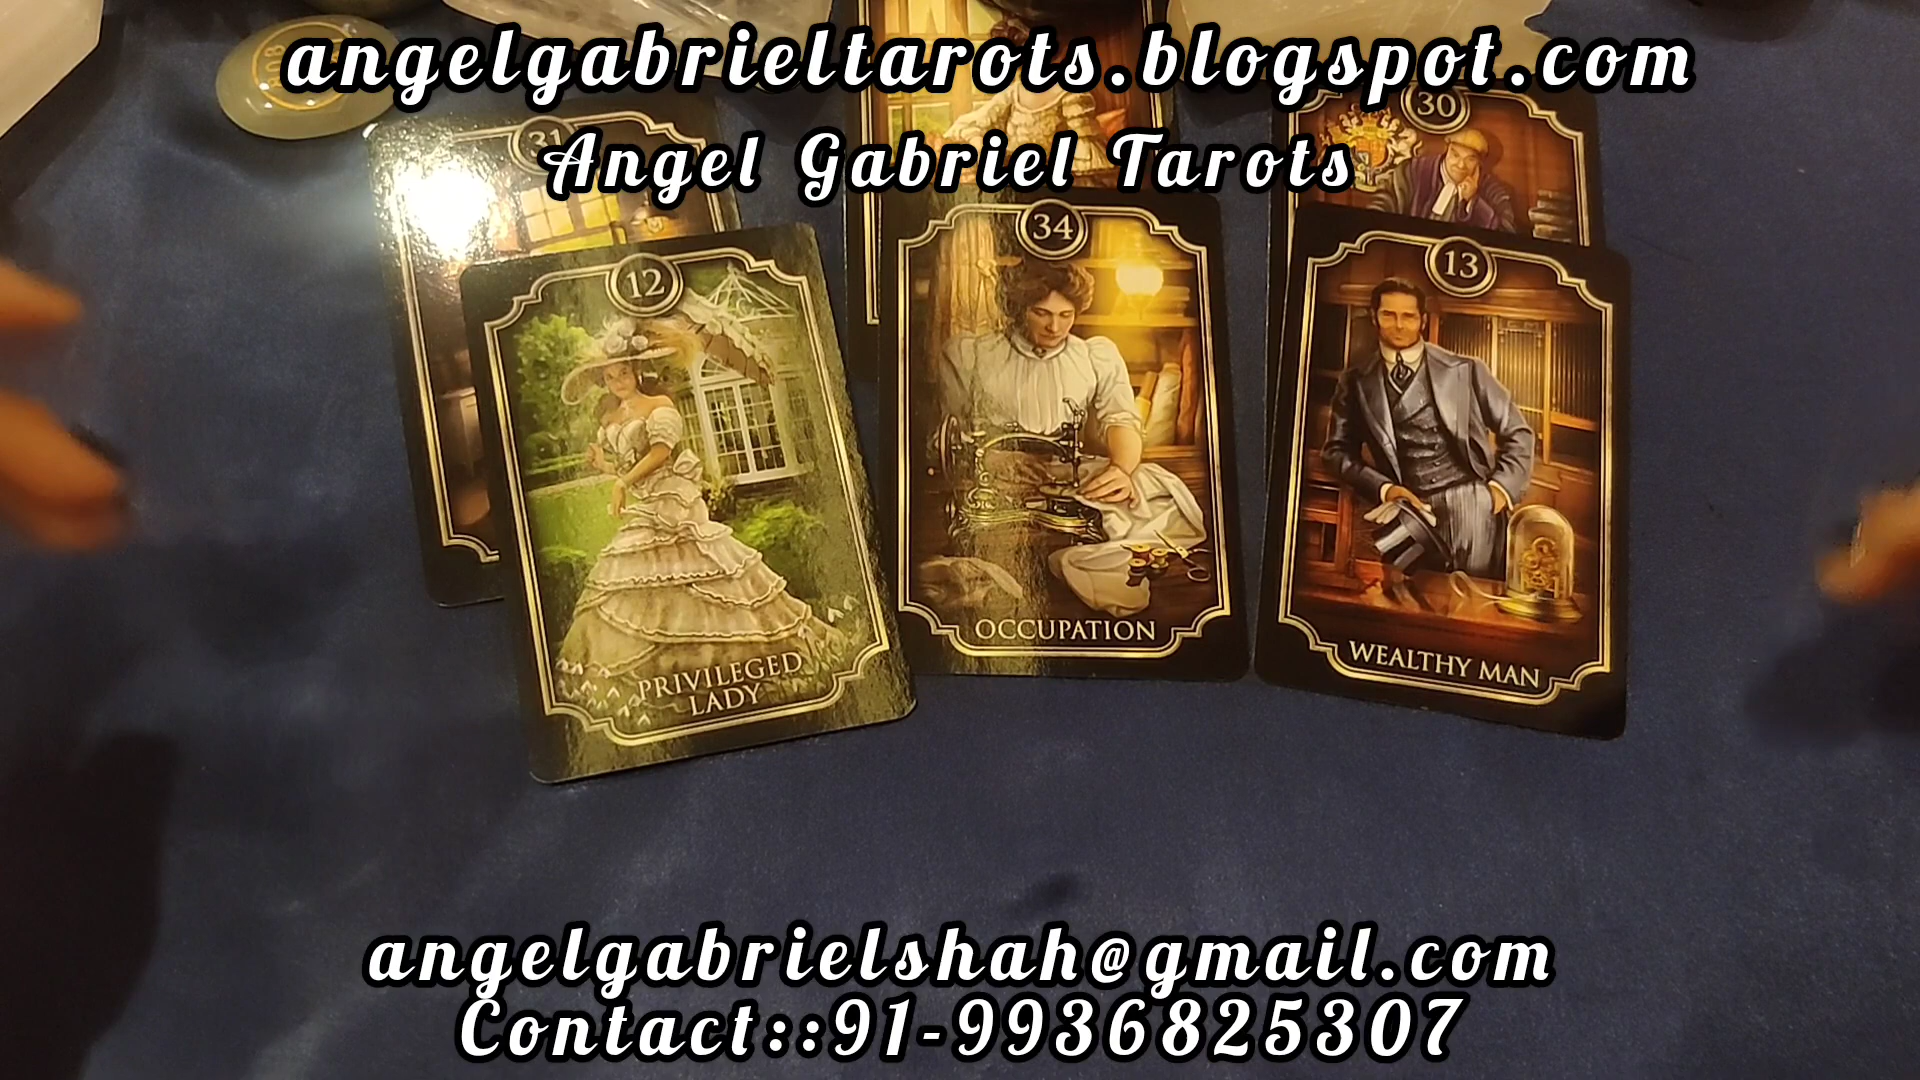 angelgabrieltarots.blogspot.com
Angel Gabriel Tarots
31
30
12
34
13
PRIVILEGED
LADY
OCCUPATION
WEALTHY MAN
angelgabrielshah@gmail.com
Contact::91-9936825307